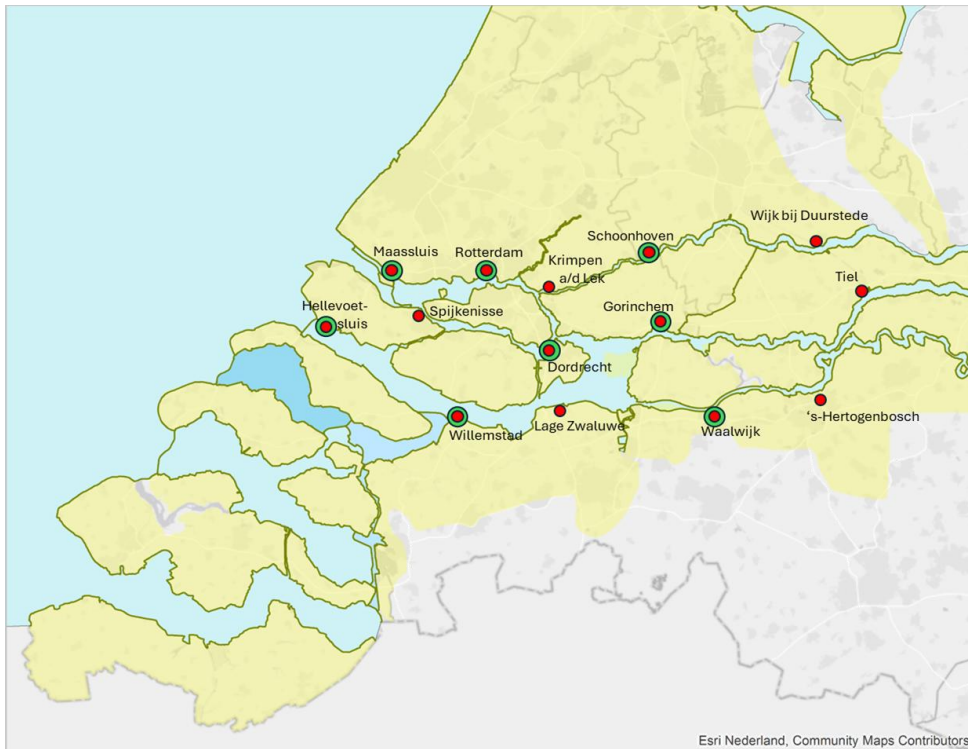 Wijk bij Duurstede
Schoonhoven
Maassluis
Rotterdam
Krimpen
a/d Lek
Tiel
Hellevoet-
sluis
Spijkenisse
Gorinchem
Dordrecht
Willemstad
Lage Zwaluwe
Waalwijk
‘s-Hertogenbosch
Esri Nederland, Community Maps Contributors